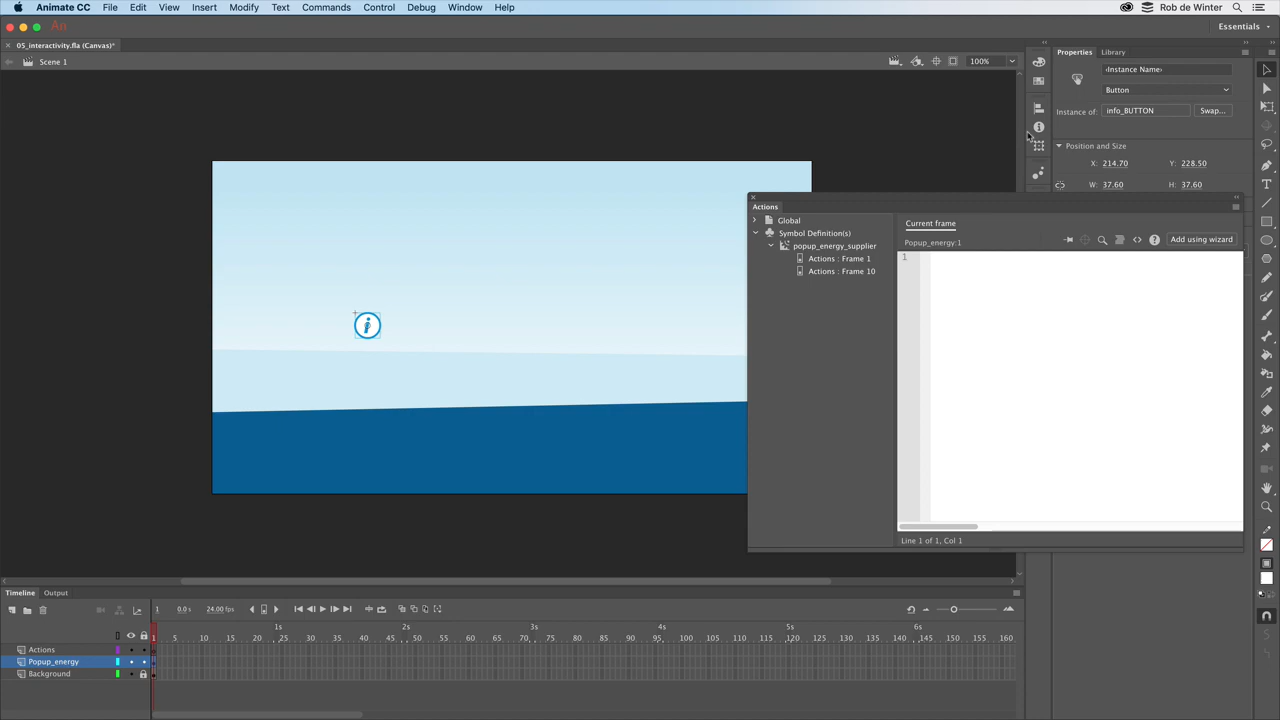 Animate CC File Edit View Insert Modify Text Commands Control Debug Window Help Rob de Winter
An Essentials
× 05_interactivity.fla (Canvas)*
Scene 1 100%
Properties Library
‹Instance Name›
Button
Instance of: info_BUTTON Swap...
Position and Size
X: 214.70 Y: 228.50
W: 37.60 H: 37.60
Actions
Global
Symbol Definition(s)
popup_energy_supplier
Actions : Frame 1
Actions : Frame 10
Current frame
Popup_energy:1 Add using wizard
1
i
Line 1 of 1, Col 1
Timeline Output
1 0.0 s 24.00 fps
1s 2s 3s 4s 5s 6s
1 5 10 15 20 25 30 35 40 45 50 55 60 65 70 75 80 85 90 95 100 105 110 115 120 125 130 135 140 145 150 155 160
Actions
Popup_energy
Background